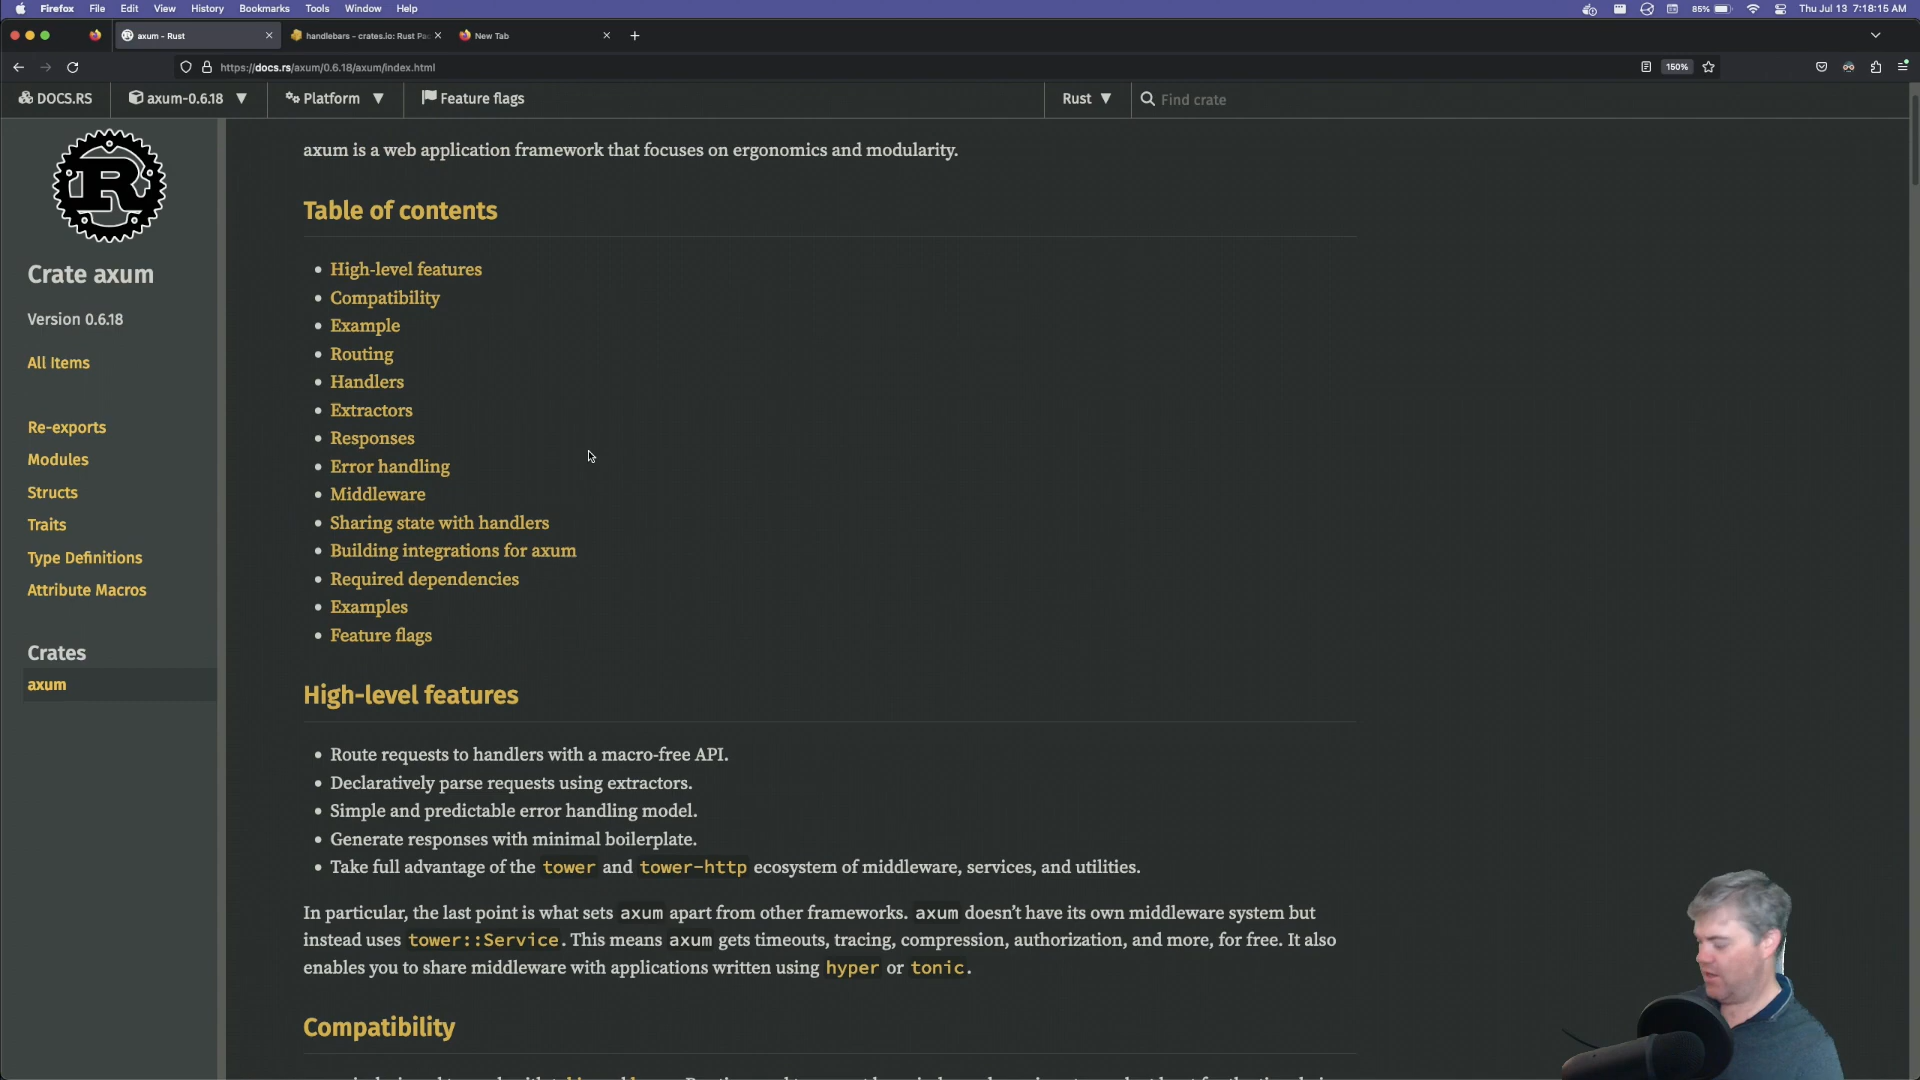 Firefox File Edit View History Bookmarks Tools Window Help 85% Thu Jul 13 7:18:15 AM
axum - Rust handlebars - crates.io: Rust Pac New Tab
https://docs.rs/axum/0.6.18/axum/index.html 150%
DOCS.RS axum-0.6.18 Platform Feature flags Rust Find crate
Crate axum
Version 0.6.18
All Items
Re-exports
Modules
Structs
Traits
Type Definitions
Attribute Macros
Crates
axum
axum is a web application framework that focuses on ergonomics and modularity.
Table of contents
• High-level features
• Compatibility
• Example
• Routing
• Handlers
• Extractors
• Responses
• Error handling
• Middleware
• Sharing state with handlers
• Building integrations for axum
• Required dependencies
• Examples
• Feature flags
High-level features
• Route requests to handlers with a macro-free API.
• Declaratively parse requests using extractors.
• Simple and predictable error handling model.
• Generate responses with minimal boilerplate.
• Take full advantage of the tower and tower-http ecosystem of middleware, services, and utilities.
In particular, the last point is what sets axum apart from other frameworks. axum doesn’t have its own middleware system but
instead uses tower::Service. This means axum gets timeouts, tracing, compression, authorization, and more, for free. It also
enables you to share middleware with applications written using hyper or tonic.
Compatibility